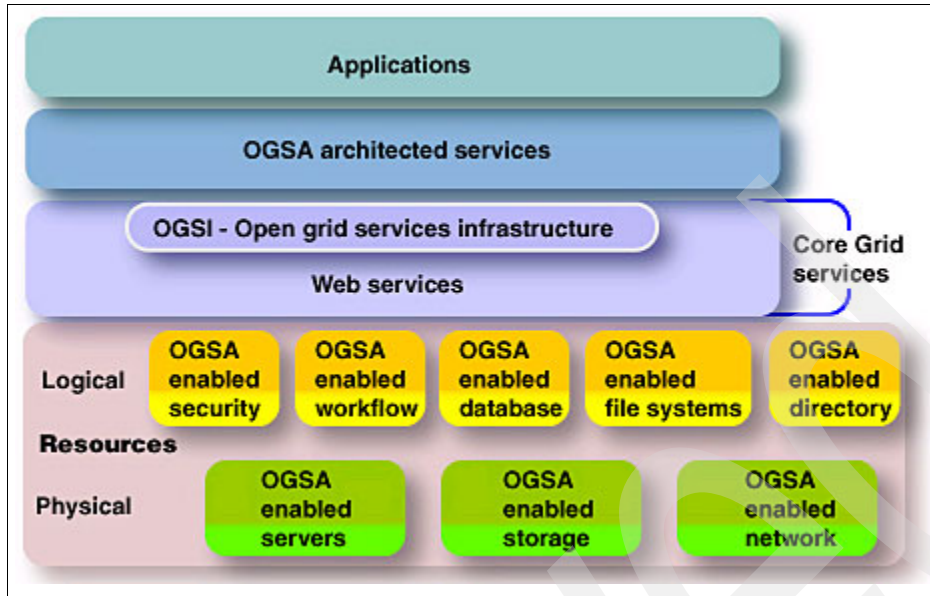 Applications
OGSA architected services
OGSI - Open grid services infrastructure
Web services
Core Grid
services
Logical
OGSA
enabled
security
OGSA
enabled
workflow
OGSA
enabled
database
OGSA
enabled
file systems
OGSA
enabled
directory
Resources
Physical
OGSA
enabled
servers
OGSA
enabled
storage
OGSA
enabled
network